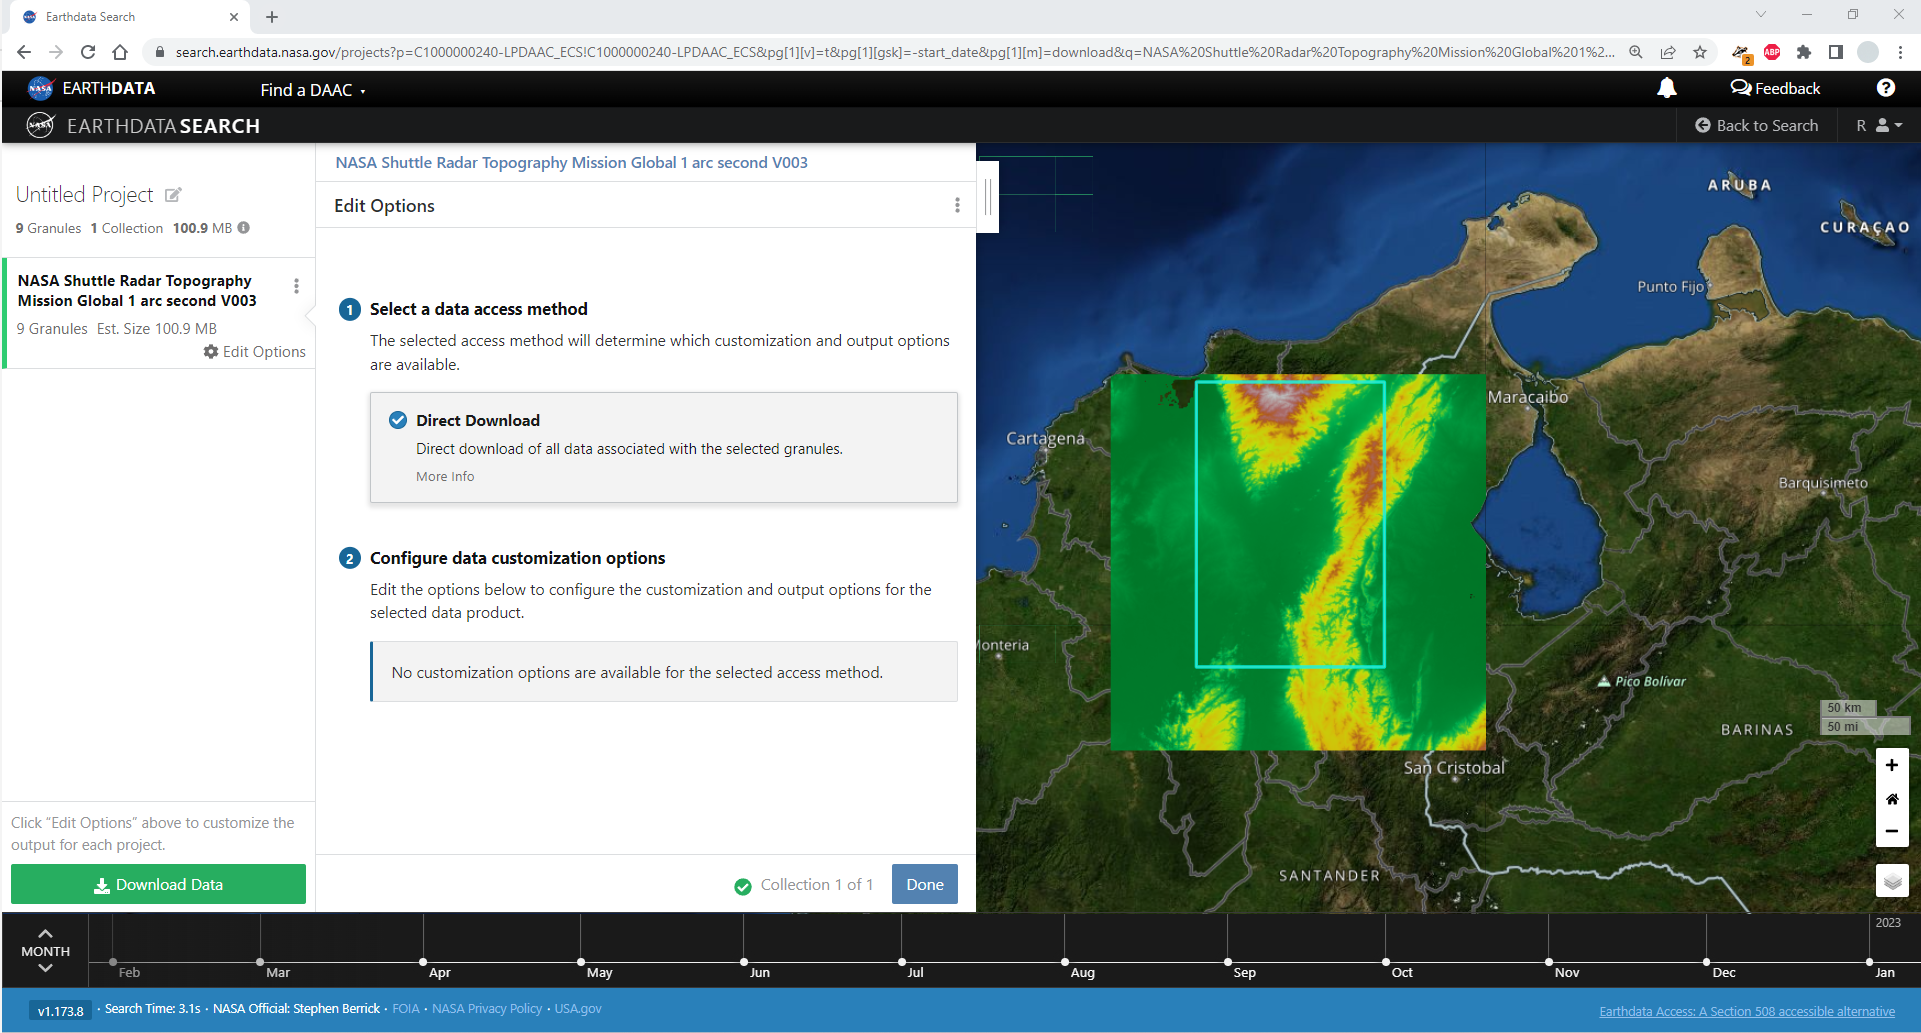 Earthdata Search
search.earthdata.nasa.gov/projects?p=C1000000240-LPDAAC_ECS!C1000000240-LPDAAC_ECS&pg[1][v]=t&pg[1][gsk]=-start_date&pg[1][m]=download&q=NASA%20Shuttle%20Radar%20Topography%20Mission%20Global%201%2...
2
ABP
NASA EARTHDATA
Find a DAAC
Feedback
?
NASA EARTHDATA SEARCH
Back to Search
R
NASA Shuttle Radar Topography Mission Global 1 arc second V003
Untitled Project
9 Granules 1 Collection 100.9 MB
Edit Options
NASA Shuttle Radar Topography
Mission Global 1 arc second V003
9 Granules Est. Size 100.9 MB
Edit Options
1 Select a data access method
The selected access method will determine which customization and output options
are available.
Direct Download
Direct download of all data associated with the selected granules.
More Info
2 Configure data customization options
Edit the options below to configure the customization and output options for the
selected data product.
No customization options are available for the selected access method.
Click “Edit Options” above to customize the
output for each project.
Download Data
Collection 1 of 1
Done
ARUBA
CURAÇAO
Punto Fijo
Maracaibo
Cartagena
Barquisimeto
Monteria
Pico Bolívar
50 km
50 mi
BARINAS
San Cristobal
SANTANDER
+
−
MONTH
Feb
Mar
Apr
May
Jun
Jul
Aug
Sep
Oct
Nov
Dec
2023
Jan
v1.173.8 · Search Time: 3.1s · NASA Official: Stephen Berrick · FOIA · NASA Privacy Policy · USA.gov
Earthdata Access: A Section 508 accessible alternative